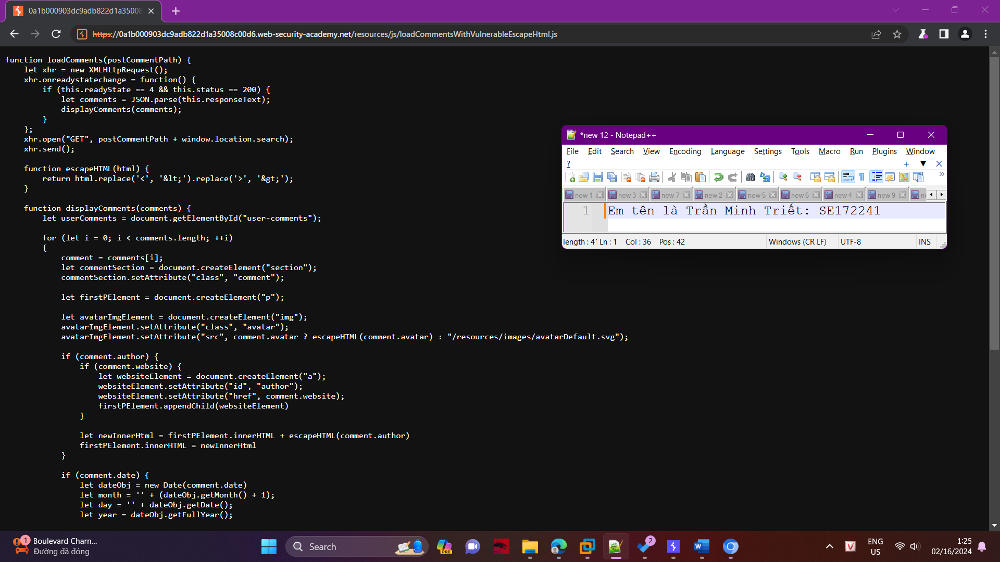 0a1b000903dc9adb822d1a35008
https://0a1b000903dc9adb822d1a35008c00d6.web-security-academy.net/resources/js/loadCommentsWithVulnerableEscapeHtml.js
function loadComments(postCommentPath) {
    let xhr = new XMLHttpRequest();
    xhr.onreadystatechange = function() {
        if (this.readyState == 4 && this.status == 200) {
            let comments = JSON.parse(this.responseText);
            displayComments(comments);
        }
    };
    xhr.open("GET", postCommentPath + window.location.search);
    xhr.send();

    function escapeHTML(html) {
        return html.replace('<', '&lt;').replace('>', '&gt;');
    }

    function displayComments(comments) {
        let userComments = document.getElementById("user-comments");

        for (let i = 0; i < comments.length; ++i)
        {
            comment = comments[i];
            let commentSection = document.createElement("section");
            commentSection.setAttribute("class", "comment");

            let firstPElement = document.createElement("p");

            let avatarImgElement = document.createElement("img");
            avatarImgElement.setAttribute("class", "avatar");
            avatarImgElement.setAttribute("src", comment.avatar ? escapeHTML(comment.avatar) : "/resources/images/avatarDefault.svg");

            if (comment.author) {
                if (comment.website) {
                    let websiteElement = document.createElement("a");
                    websiteElement.setAttribute("id", "author");
                    websiteElement.setAttribute("href", comment.website);
                    firstPElement.appendChild(websiteElement)
                }

                let newInnerHtml = firstPElement.innerHTML + escapeHTML(comment.author)
                firstPElement.innerHTML = newInnerHtml
            }

            if (comment.date) {
                let dateObj = new Date(comment.date)
                let month = '' + (dateObj.getMonth() + 1);
                let day = '' + dateObj.getDate();
                let year = dateObj.getFullYear();
*new 12 - Notepad++
File Edit Search View Encoding Language Settings Tools Macro Run Plugins Window
?
new 1 new 3 new 7 new 2 new 5 new 6 new 4 new 9
1 Em tên là Trần Minh Triết: SE172241
length : 41 Ln : 1 Col : 36 Pos : 42 Windows (CR LF) UTF-8 INS
1 Boulevard Charn...
Đường đã đóng
Search
PRE
2
ENG
US
1:25
02/16/2024